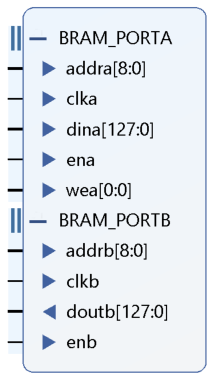 BRAM_PORTA
addra[8:0]
clka
dina[127:0]
ena
wea[0:0]
BRAM_PORTB
addrb[8:0]
clkb
doutb[127:0]
enb